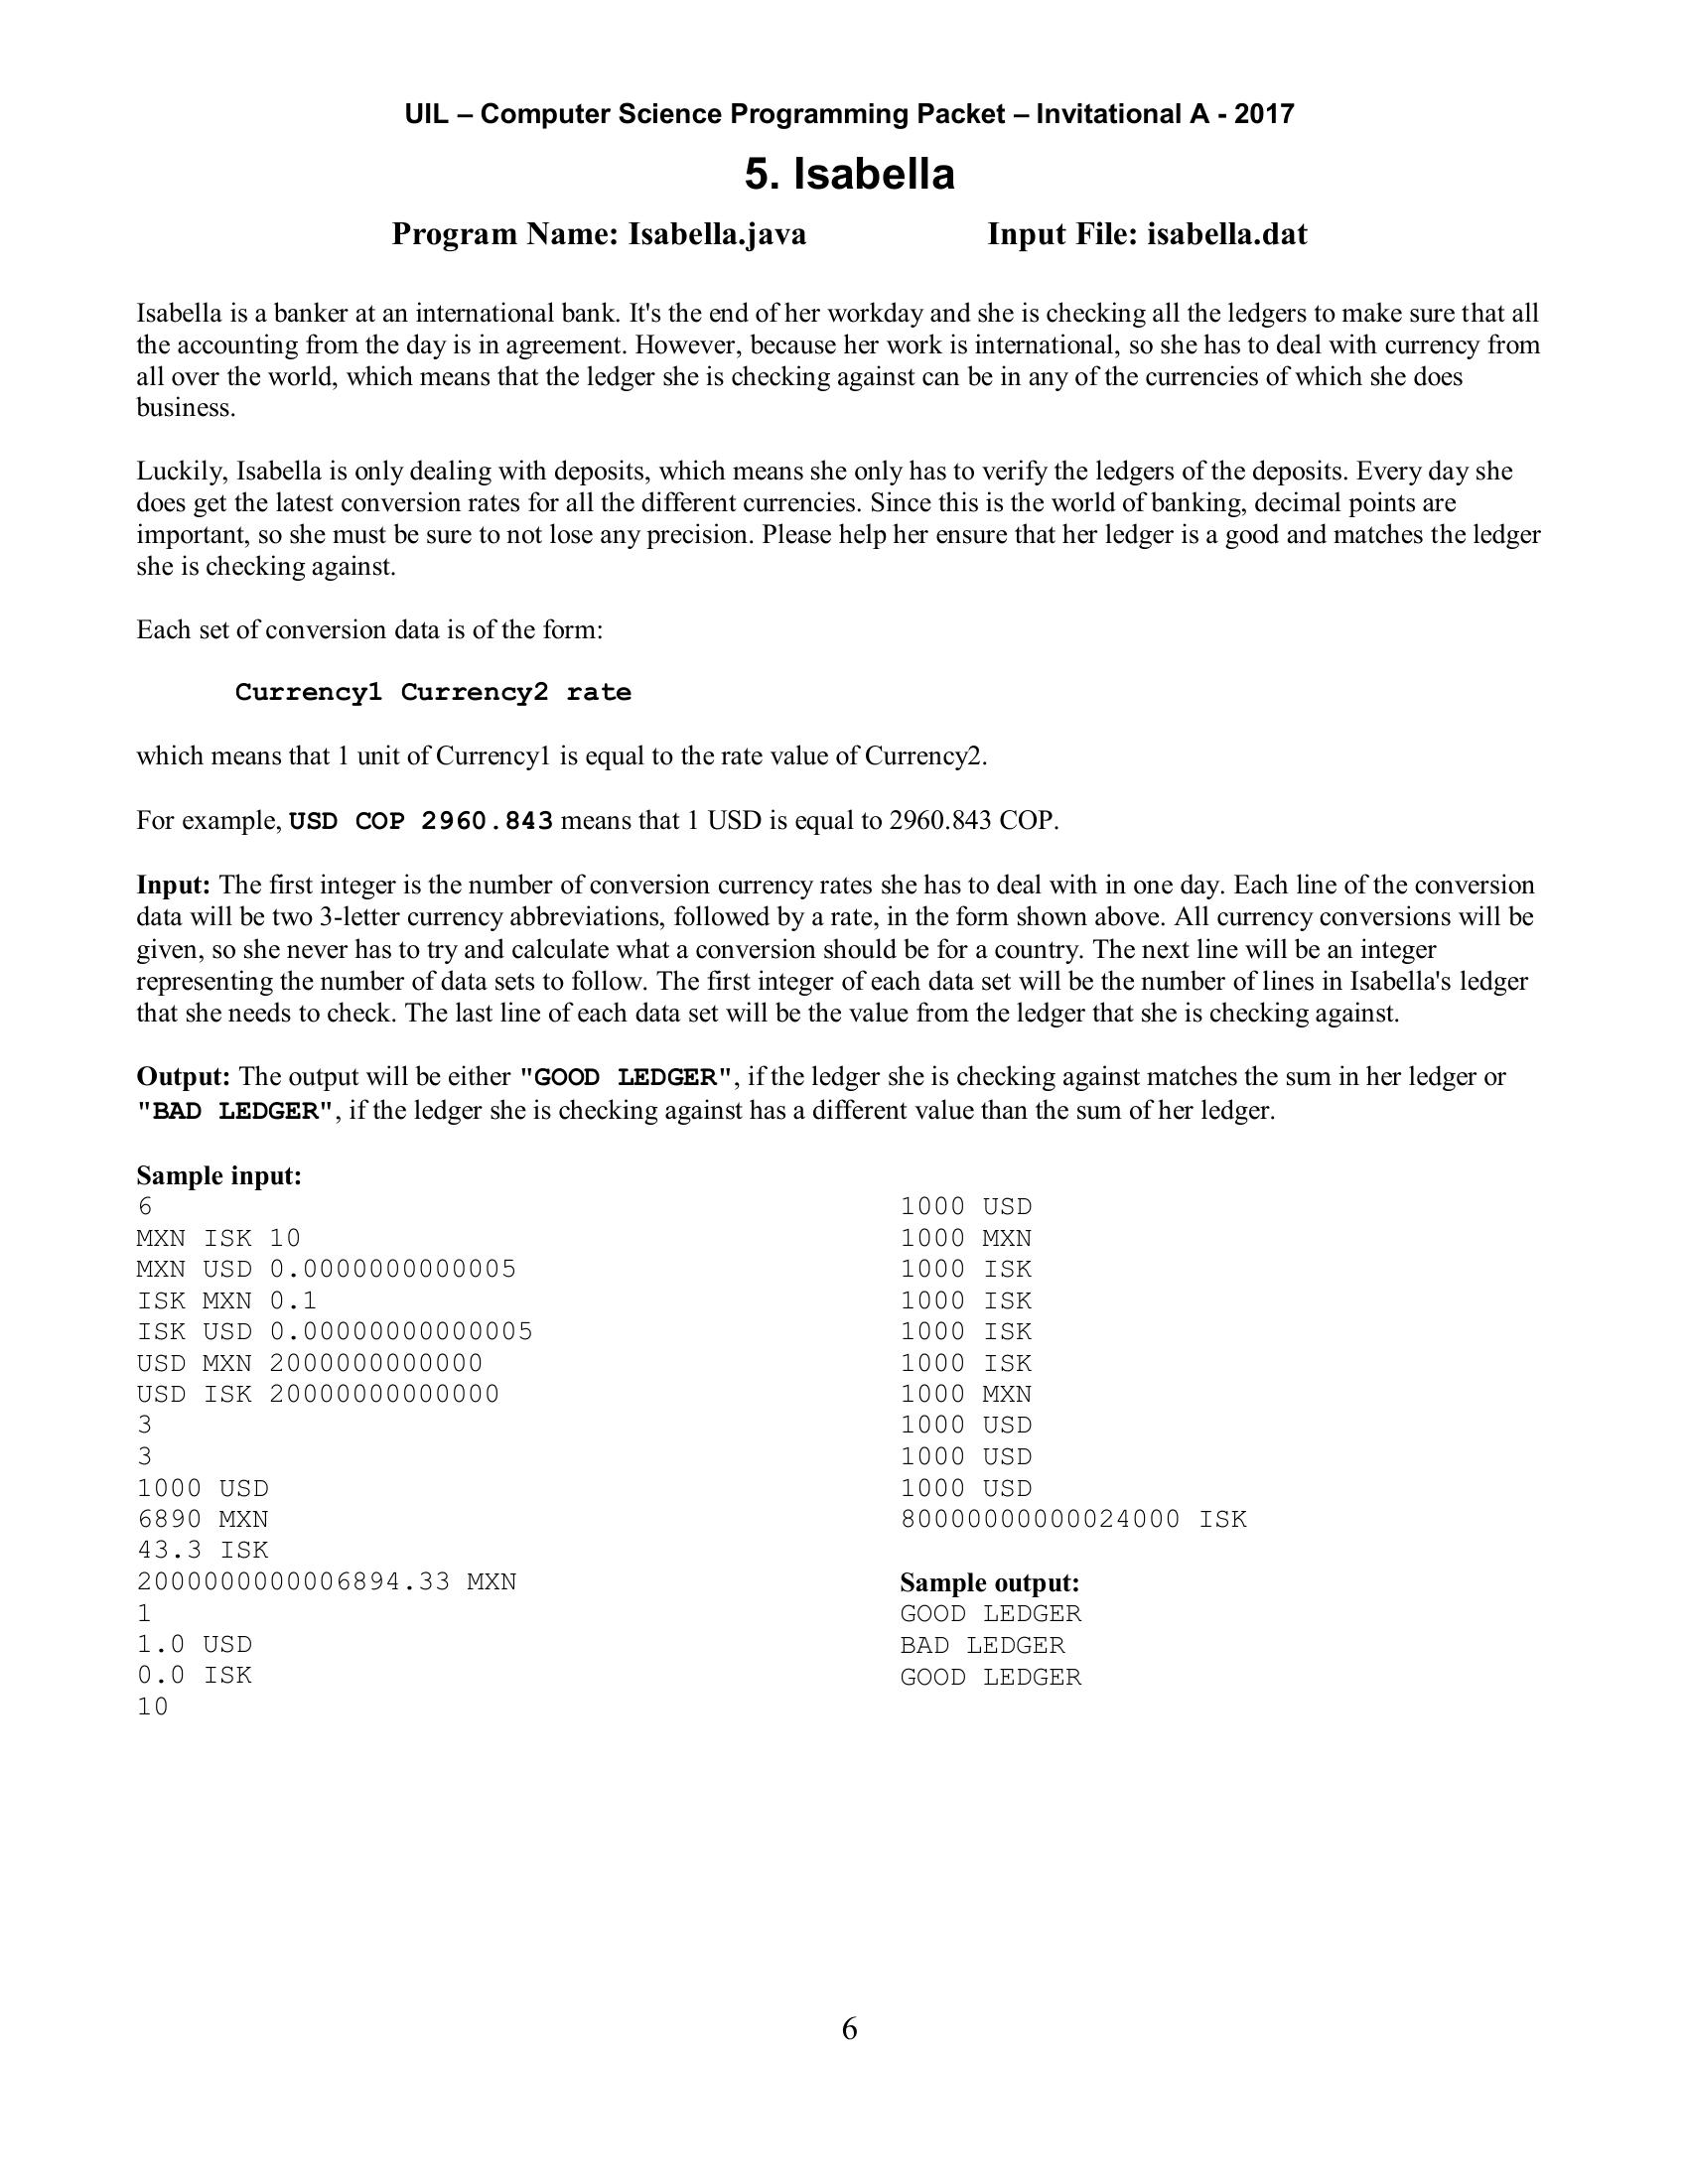 UIL – Computer Science Programming Packet – Invitational A - 2017
5. Isabella
Program Name: Isabella.java Input File: isabella.dat
Isabella is a banker at an international bank. It's the end of her workday and she is checking all the ledgers to make sure that all
the accounting from the day is in agreement. However, because her work is international, so she has to deal with currency from
all over the world, which means that the ledger she is checking against can be in any of the currencies of which she does
business.
Luckily, Isabella is only dealing with deposits, which means she only has to verify the ledgers of the deposits. Every day she
does get the latest conversion rates for all the different currencies. Since this is the world of banking, decimal points are
important, so she must be sure to not lose any precision. Please help her ensure that her ledger is a good and matches the ledger
she is checking against.
Each set of conversion data is of the form:
Currency1 Currency2 rate
which means that 1 unit of Currency1 is equal to the rate value of Currency2.
For example, USD COP 2960.843 means that 1 USD is equal to 2960.843 COP.
Input: The first integer is the number of conversion currency rates she has to deal with in one day. Each line of the conversion
data will be two 3-letter currency abbreviations, followed by a rate, in the form shown above. All currency conversions will be
given, so she never has to try and calculate what a conversion should be for a country. The next line will be an integer
representing the number of data sets to follow. The first integer of each data set will be the number of lines in Isabella's ledger
that she needs to check. The last line of each data set will be the value from the ledger that she is checking against.
Output: The output will be either "GOOD LEDGER", if the ledger she is checking against matches the sum in her ledger or
"BAD LEDGER", if the ledger she is checking against has a different value than the sum of her ledger.
Sample input:
6
MXN ISK 10
MXN USD 0.0000000000005
ISK MXN 0.1
ISK USD 0.00000000000005
USD MXN 2000000000000
USD ISK 20000000000000
3
3
1000 USD
6890 MXN
43.3 ISK
2000000000006894.33 MXN
1
1.0 USD
0.0 ISK
10
1000 USD
1000 MXN
1000 ISK
1000 ISK
1000 ISK
1000 ISK
1000 MXN
1000 USD
1000 USD
1000 USD
80000000000024000 ISK
Sample output:
GOOD LEDGER
BAD LEDGER
GOOD LEDGER
6